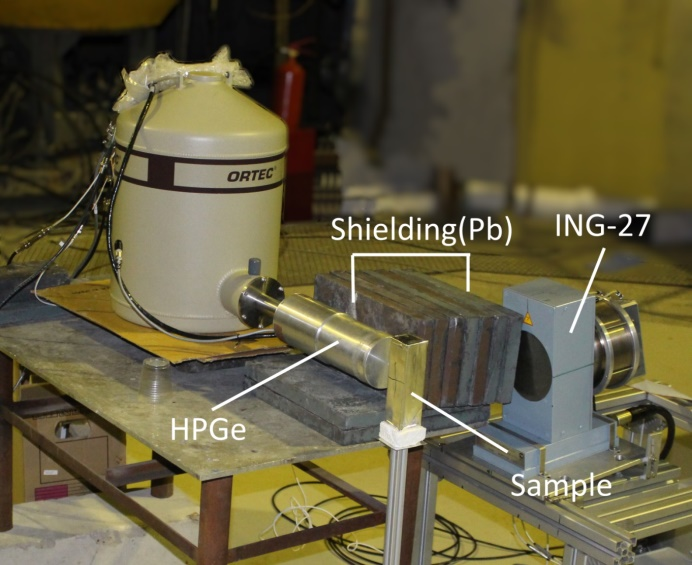 ORTEC
Shielding(Pb)
ING-27
HPGe
Sample